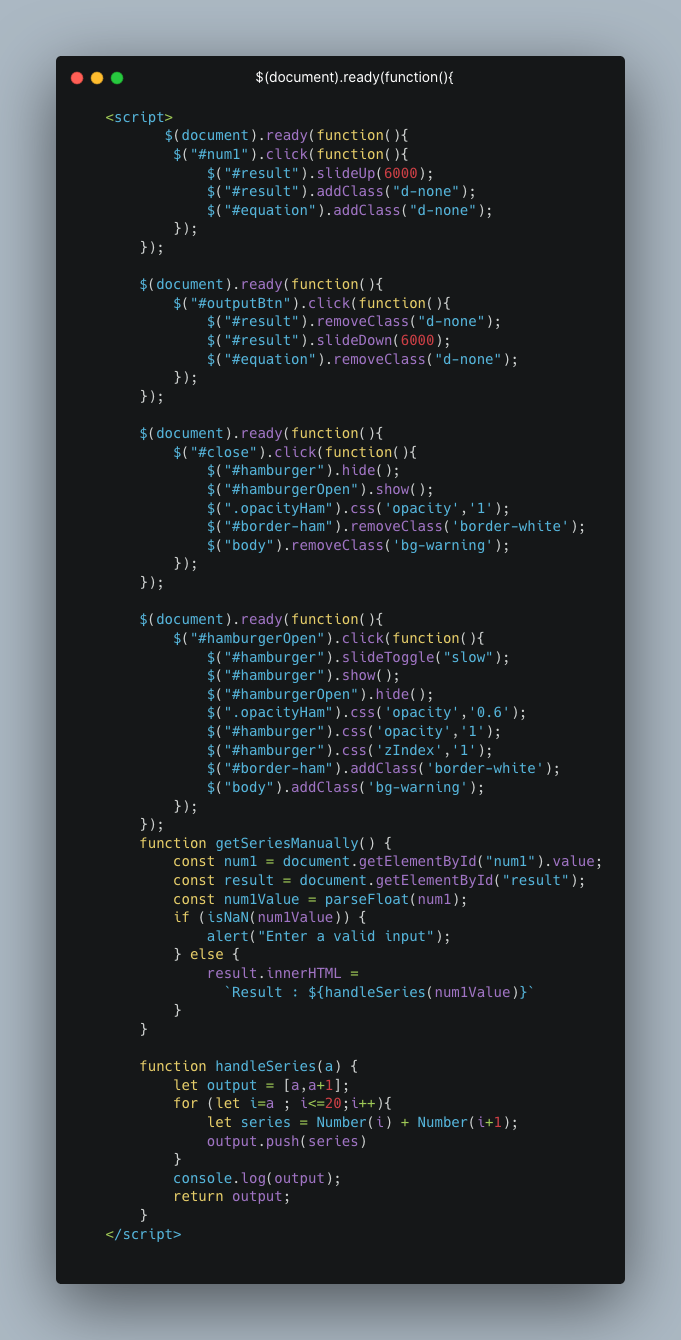 $(document).ready(function(){
<script>
$(document).ready(function(){
$("#num1").click(function(){
$("#result").slideUp(6000);
$("#result").addClass("d-none");
$("#equation").addClass("d-none");
});
});
$(document).ready(function(){
$("#outputBtn").click(function(){
$("#result").removeClass("d-none");
$("#result").slideDown(6000);
$("#equation").removeClass("d-none");
});
});
$(document).ready(function(){
$("#close").click(function(){
$("#hamburger").hide();
$("#hamburgerOpen").show();
$(".opacityHam").css('opacity','1');
$("#border-ham").removeClass('border-white');
$("body").removeClass('bg-warning');
});
});
$(document).ready(function(){
$("#hamburgerOpen").click(function(){
$("#hamburger").slideToggle("slow");
$("#hamburger").show();
$("#hamburgerOpen").hide();
$(".opacityHam").css('opacity','0.6');
$("#hamburger").css('opacity','1');
$("#hamburger").css('zIndex','1');
$("#border-ham").addClass('border-white');
$("body").addClass('bg-warning');
});
});
function getSeriesManually() {
const num1 = document.getElementById("num1").value;
const result = document.getElementById("result");
const num1Value = parseFloat(num1);
if (isNaN(num1Value)) {
alert("Enter a valid input");
} else {
result.innerHTML =
`Result : ${handleSeries(num1Value)}`
}
}
function handleSeries(a) {
let output = [a,a+1];
for (let i=a ; i<=20;i++){
let series = Number(i) + Number(i+1);
output.push(series)
}
console.log(output);
return output;
}
</script>